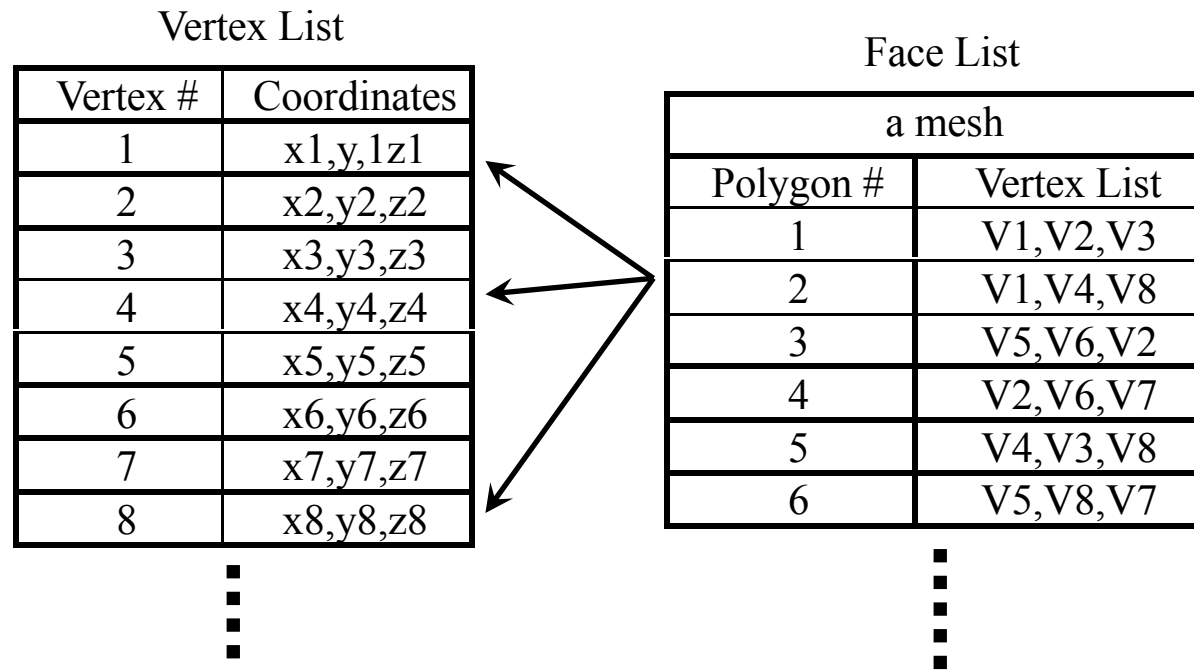 Vertex List
Vertex # Coordinates
1 x1,y,1z1
2 x2,y2,z2
3 x3,y3,z3
4 x4,y4,z4
5 x5,y5,z5
6 x6,y6,z6
7 x7,y7,z7
8 x8,y8,z8
Face List
a mesh
Polygon # Vertex List
1 V1,V2,V3
2 V1,V4,V8
3 V5,V6,V2
4 V2,V6,V7
5 V4,V3,V8
6 V5,V8,V7